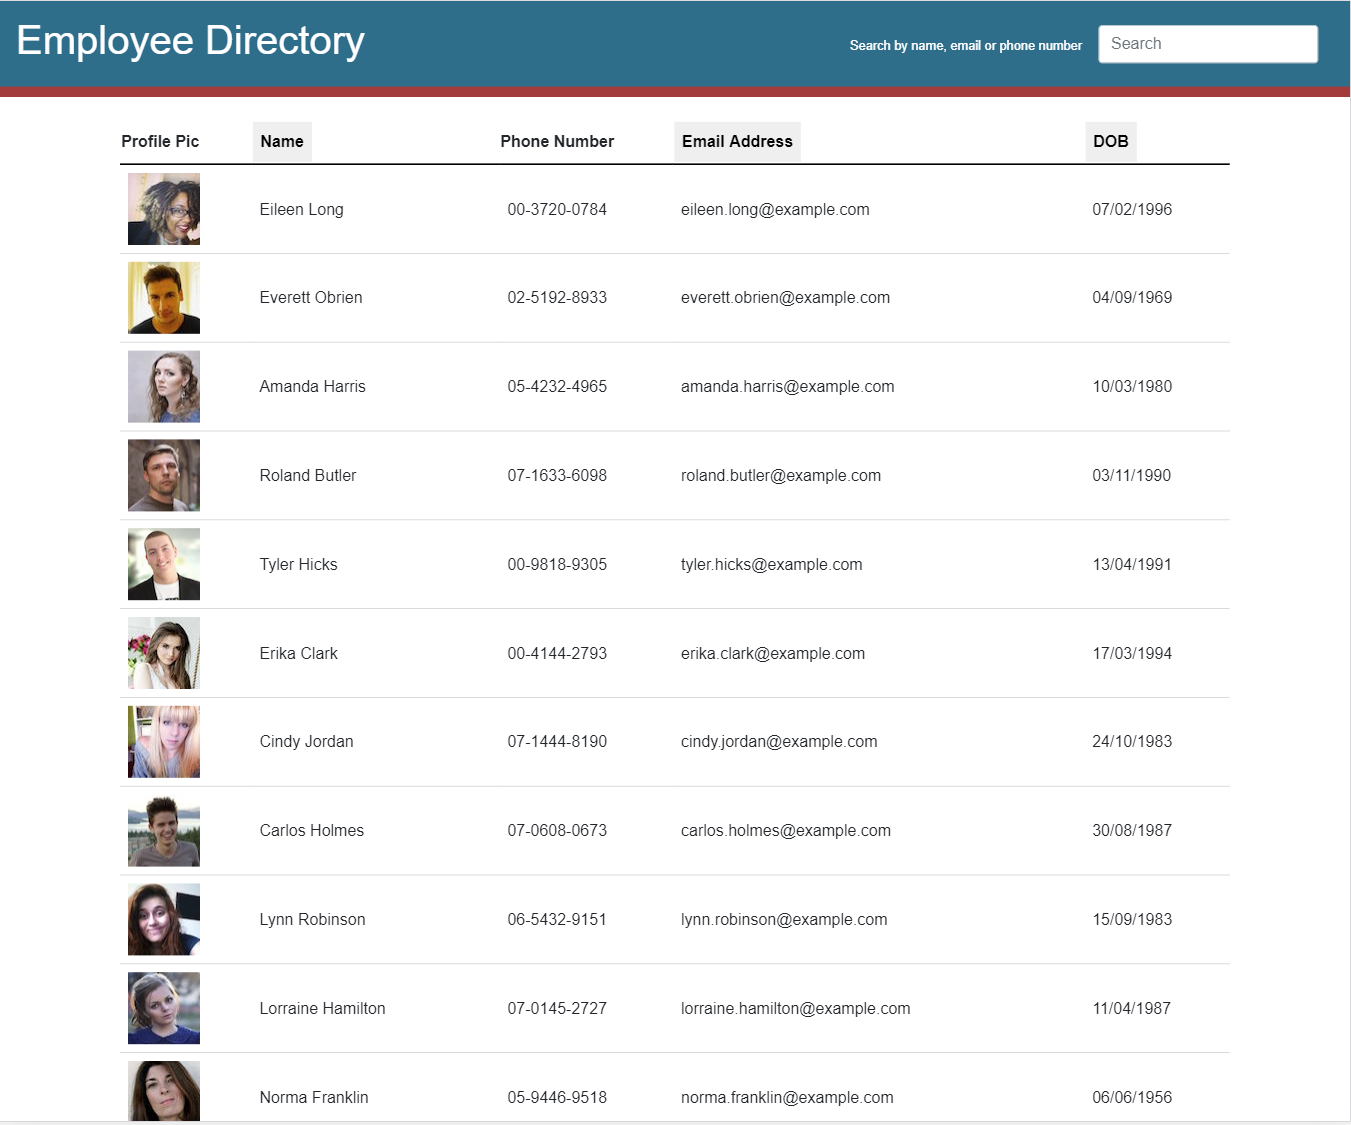 Employee Directory
Search by name, email or phone number
Search
Profile Pic Name Phone Number Email Address DOB
Eileen Long 00-3720-0784 eileen.long@example.com 07/02/1996
Everett Obrien 02-5192-8933 everett.obrien@example.com 04/09/1969
Amanda Harris 05-4232-4965 amanda.harris@example.com 10/03/1980
Roland Butler 07-1633-6098 roland.butler@example.com 03/11/1990
Tyler Hicks 00-9818-9305 tyler.hicks@example.com 13/04/1991
Erika Clark 00-4144-2793 erika.clark@example.com 17/03/1994
Cindy Jordan 07-1444-8190 cindy.jordan@example.com 24/10/1983
Carlos Holmes 07-0608-0673 carlos.holmes@example.com 30/08/1987
Lynn Robinson 06-5432-9151 lynn.robinson@example.com 15/09/1983
Lorraine Hamilton 07-0145-2727 lorraine.hamilton@example.com 11/04/1987
Norma Franklin 05-9446-9518 norma.franklin@example.com 06/06/1956